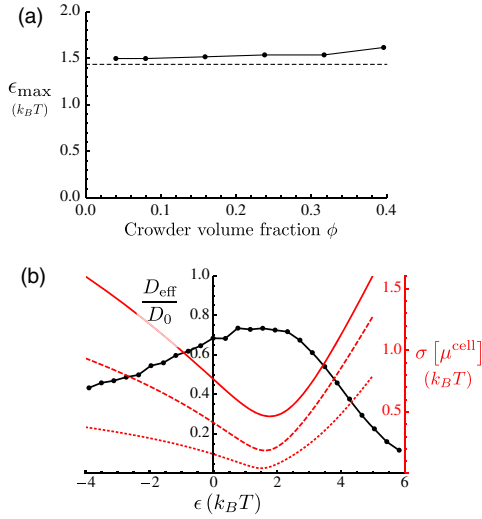 (a)
2.0
1.5
ϵmax
(kBT)
1.0
0.5
0.0
0.0 0.1 0.2 0.3 0.4
Crowder volume fraction ϕ
(b)
1.0
0.8
0.6
0.4
0.2
Deff
D0
1.5
1.0
0.5
σ [μcell]
(kBT)
−4 −2 0 2 4 6
ϵ (kBT)